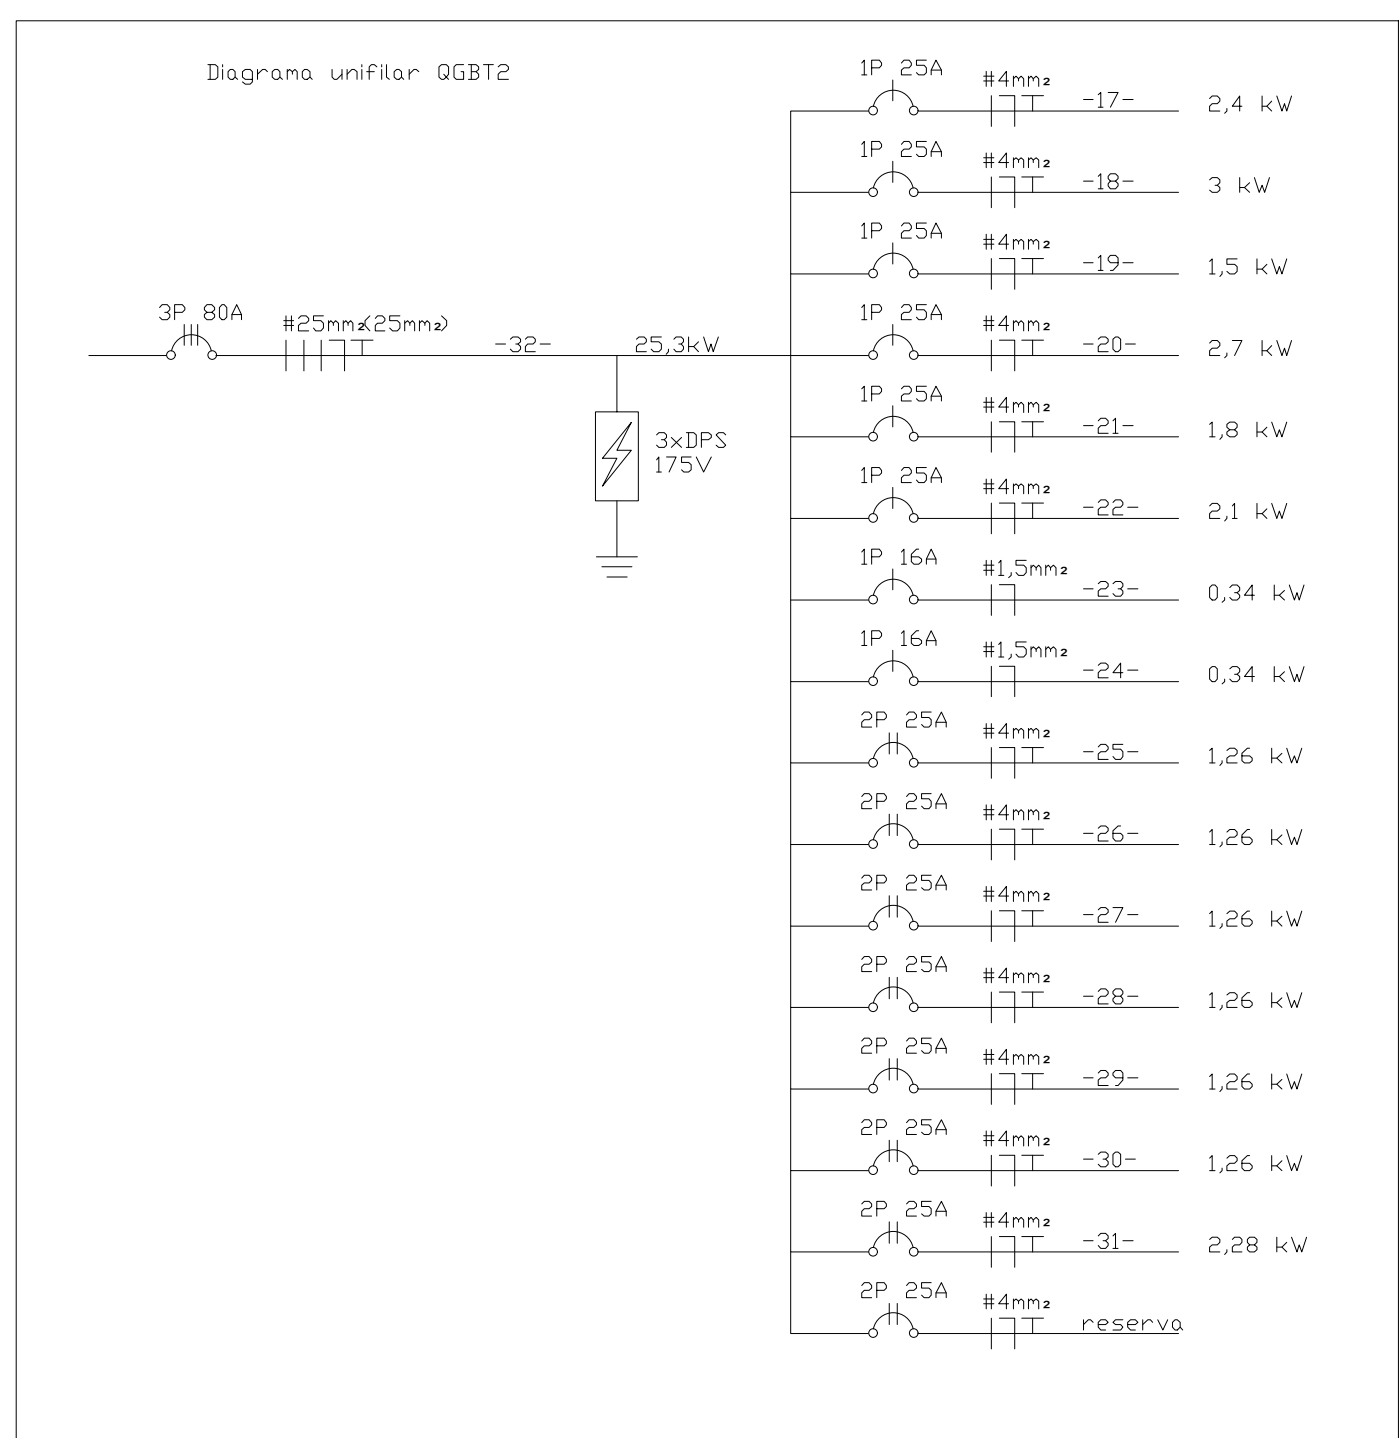 Diagrama unifilar QGBT2
3P 80A
#25mm²(25mm²)
-32-
25,3kW
3xDPS
175V
1P 25A
#4mm²
-17-
2,4 kW
1P 25A
#4mm²
-18-
3 kW
1P 25A
#4mm²
-19-
1,5 kW
1P 25A
#4mm²
-20-
2,7 kW
1P 25A
#4mm²
-21-
1,8 kW
1P 25A
#4mm²
-22-
2,1 kW
1P 16A
#1,5mm²
-23-
0,34 kW
1P 16A
#1,5mm²
-24-
0,34 kW
2P 25A
#4mm²
-25-
1,26 kW
2P 25A
#4mm²
-26-
1,26 kW
2P 25A
#4mm²
-27-
1,26 kW
2P 25A
#4mm²
-28-
1,26 kW
2P 25A
#4mm²
-29-
1,26 kW
2P 25A
#4mm²
-30-
1,26 kW
2P 25A
#4mm²
-31-
2,28 kW
2P 25A
#4mm²
reserva